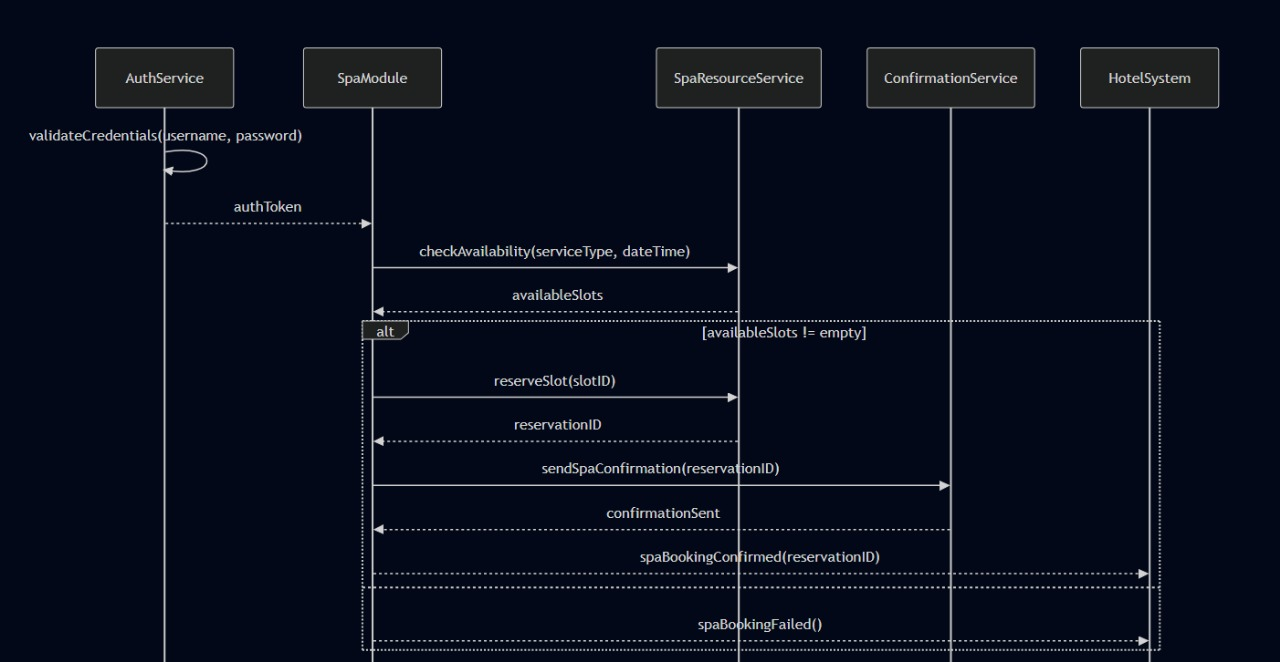 AuthService
SpaModule
SpaResourceService
ConfirmationService
HotelSystem
validateCredentials(username, password)
authToken
checkAvailability(serviceType, dateTime)
availableSlots
alt
[availableSlots != empty]
reserveSlot(slotID)
reservationID
sendSpaConfirmation(reservationID)
confirmationSent
spaBookingConfirmed(reservationID)
spaBookingFailed()